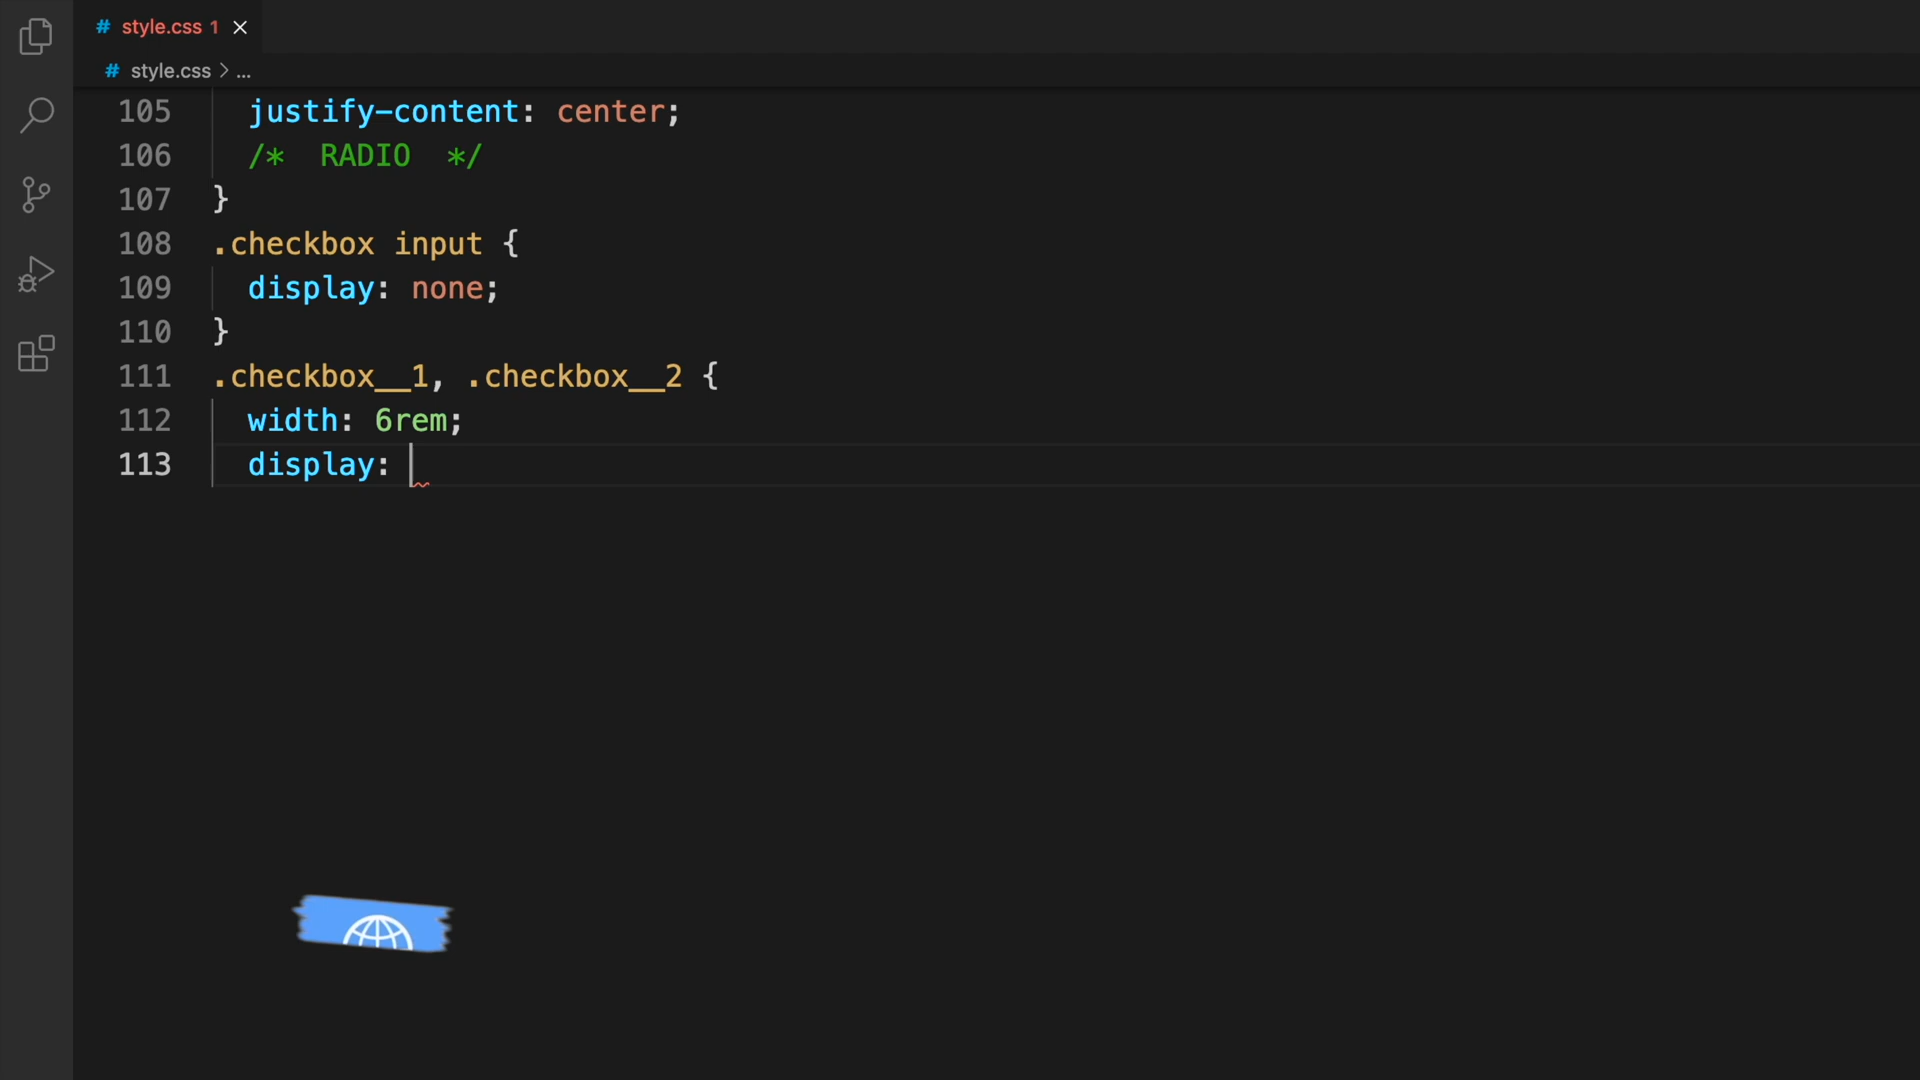 # style.css 1
# style.css > ...
105 justify-content: center;
106 /*  RADIO  */
107 }
108 .checkbox input {
109 display: none;
110 }
111 .checkbox__1, .checkbox__2 {
112 width: 6rem;
113 display: